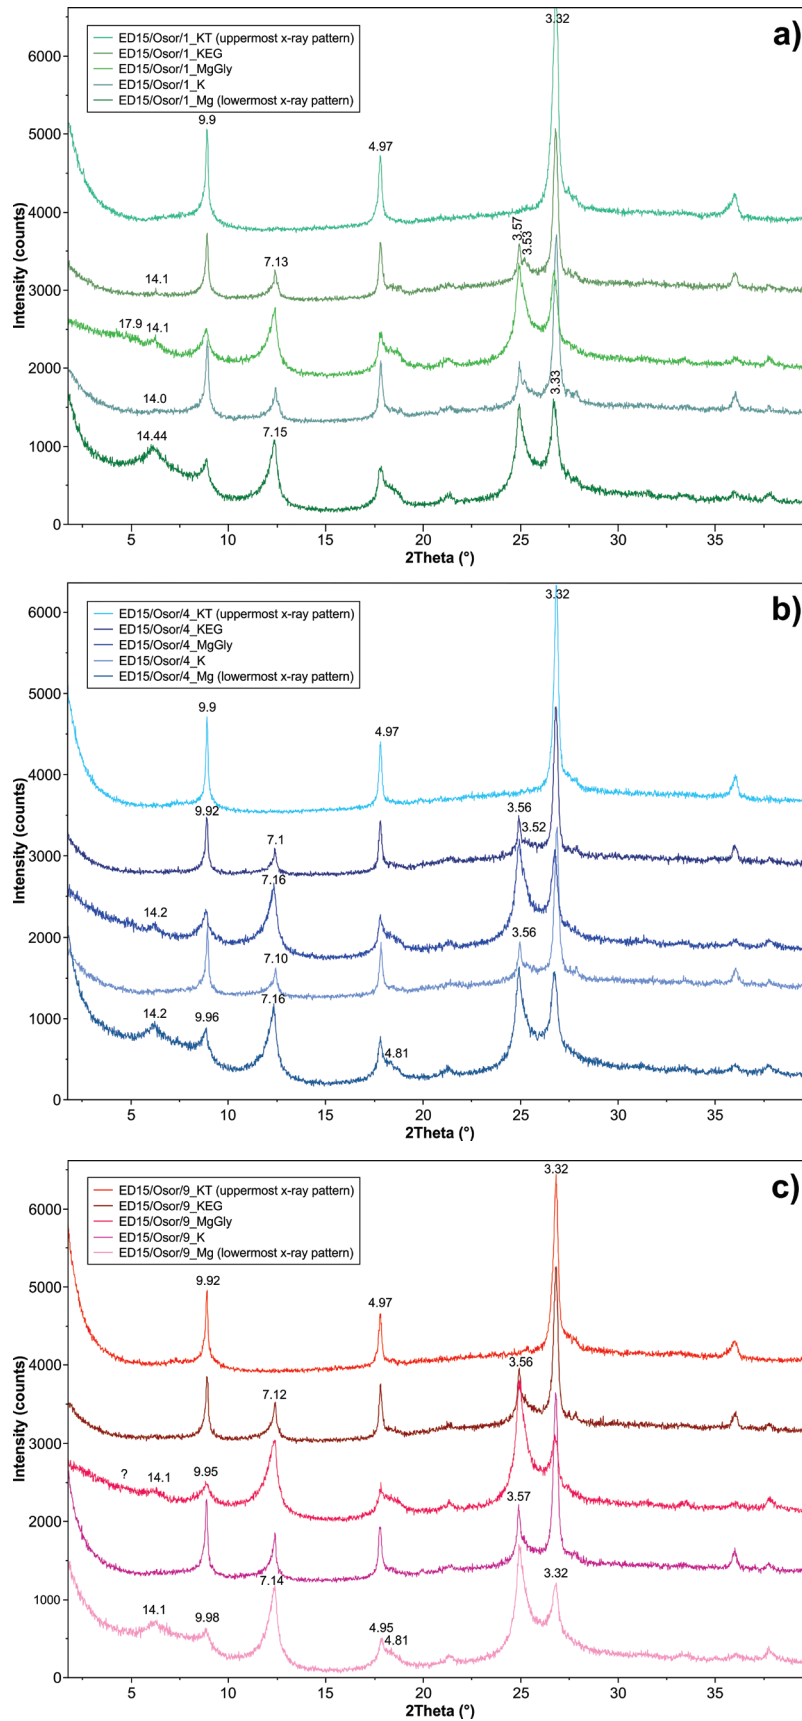 a)
ED15/Osor/1_KT (uppermost x-ray pattern)
ED15/Osor/1_KEG
ED15/Osor/1_MgGly
ED15/Osor/1_K
ED15/Osor/1_Mg (lowermost x-ray pattern)
3.32
9.9
4.97
3.57
3.53
14.1
7.13
17.9
14.1
14.0
3.33
14.44
7.15
Intensity (counts)
6000
5000
4000
3000
2000
1000
0
5 10 15 20 25 30 35
2Theta (°)
b)
ED15/Osor/4_KT (uppermost x-ray pattern)
ED15/Osor/4_KEG
ED15/Osor/4_MgGly
ED15/Osor/4_K
ED15/Osor/4_Mg (lowermost x-ray pattern)
3.32
9.9
4.97
9.92
7.1
3.56
3.52
7.16
14.2
7.10
3.56
7.16
14.2
9.96
4.81
Intensity (counts)
6000
5000
4000
3000
2000
1000
0
5 10 15 20 25 30 35
2Theta (°)
c)
ED15/Osor/9_KT (uppermost x-ray pattern)
ED15/Osor/9_KEG
ED15/Osor/9_MgGly
ED15/Osor/9_K
ED15/Osor/9_Mg (lowermost x-ray pattern)
3.32
9.92
4.97
3.56
7.12
?
14.1
9.95
3.57
7.14
14.1
9.98
4.95
4.81
3.32
Intensity (counts)
6000
5000
4000
3000
2000
1000
0
5 10 15 20 25 30 35
2Theta (°)